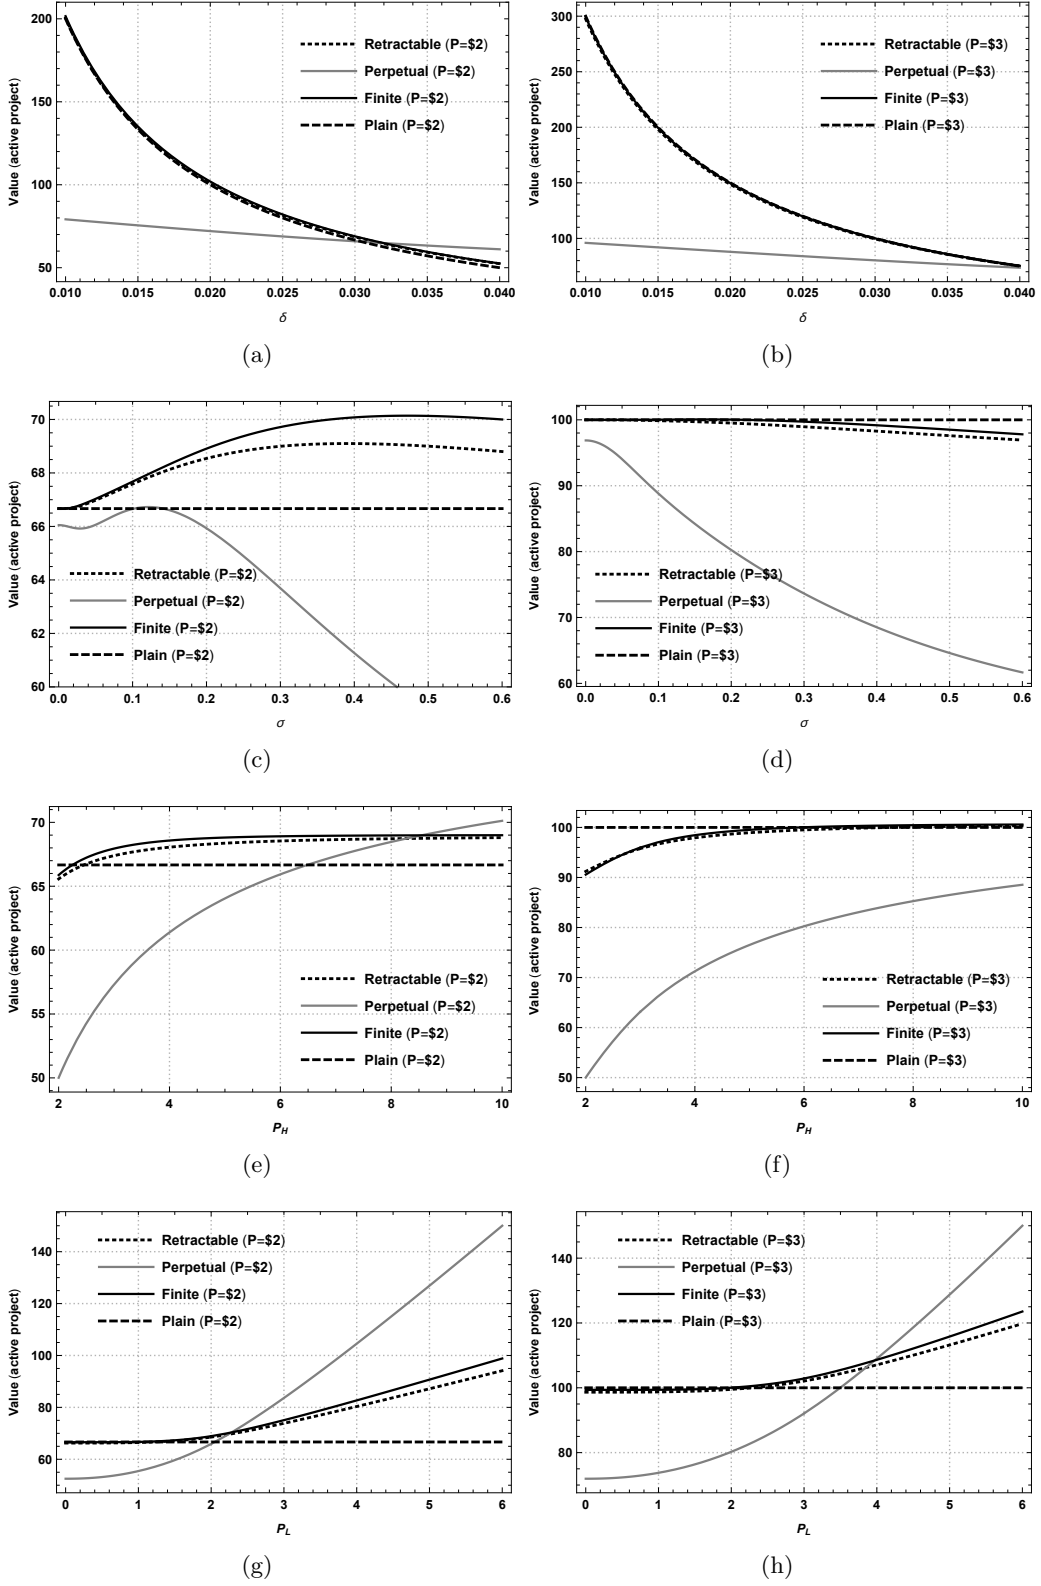 Value (active project)
200
150
100
50
0.010 0.015 0.020 0.025 0.030 0.035 0.040
δ
Retractable (P=$2)
Perpetual (P=$2)
Finite (P=$2)
Plain (P=$2)
(a)
Value (active project)
300
250
200
150
100
0.010 0.015 0.020 0.025 0.030 0.035 0.040
δ
Retractable (P=$3)
Perpetual (P=$3)
Finite (P=$3)
Plain (P=$3)
(b)
Value (active project)
70
68
66
64
62
60
0.0 0.1 0.2 0.3 0.4 0.5 0.6
σ
Retractable (P=$2)
Perpetual (P=$2)
Finite (P=$2)
Plain (P=$2)
(c)
Value (active project)
100
90
80
70
60
0.0 0.1 0.2 0.3 0.4 0.5 0.6
σ
Retractable (P=$3)
Perpetual (P=$3)
Finite (P=$3)
Plain (P=$3)
(d)
Value (active project)
70
65
60
55
50
2 4 6 8 10
P_H
Retractable (P=$2)
Perpetual (P=$2)
Finite (P=$2)
Plain (P=$2)
(e)
Value (active project)
100
90
80
70
60
50
2 4 6 8 10
P_H
Retractable (P=$3)
Perpetual (P=$3)
Finite (P=$3)
Plain (P=$3)
(f)
Value (active project)
140
120
100
80
60
0 1 2 3 4 5 6
P_L
Retractable (P=$2)
Perpetual (P=$2)
Finite (P=$2)
Plain (P=$2)
(g)
Value (active project)
140
120
100
80
0 1 2 3 4 5 6
P_L
Retractable (P=$3)
Perpetual (P=$3)
Finite (P=$3)
Plain (P=$3)
(h)